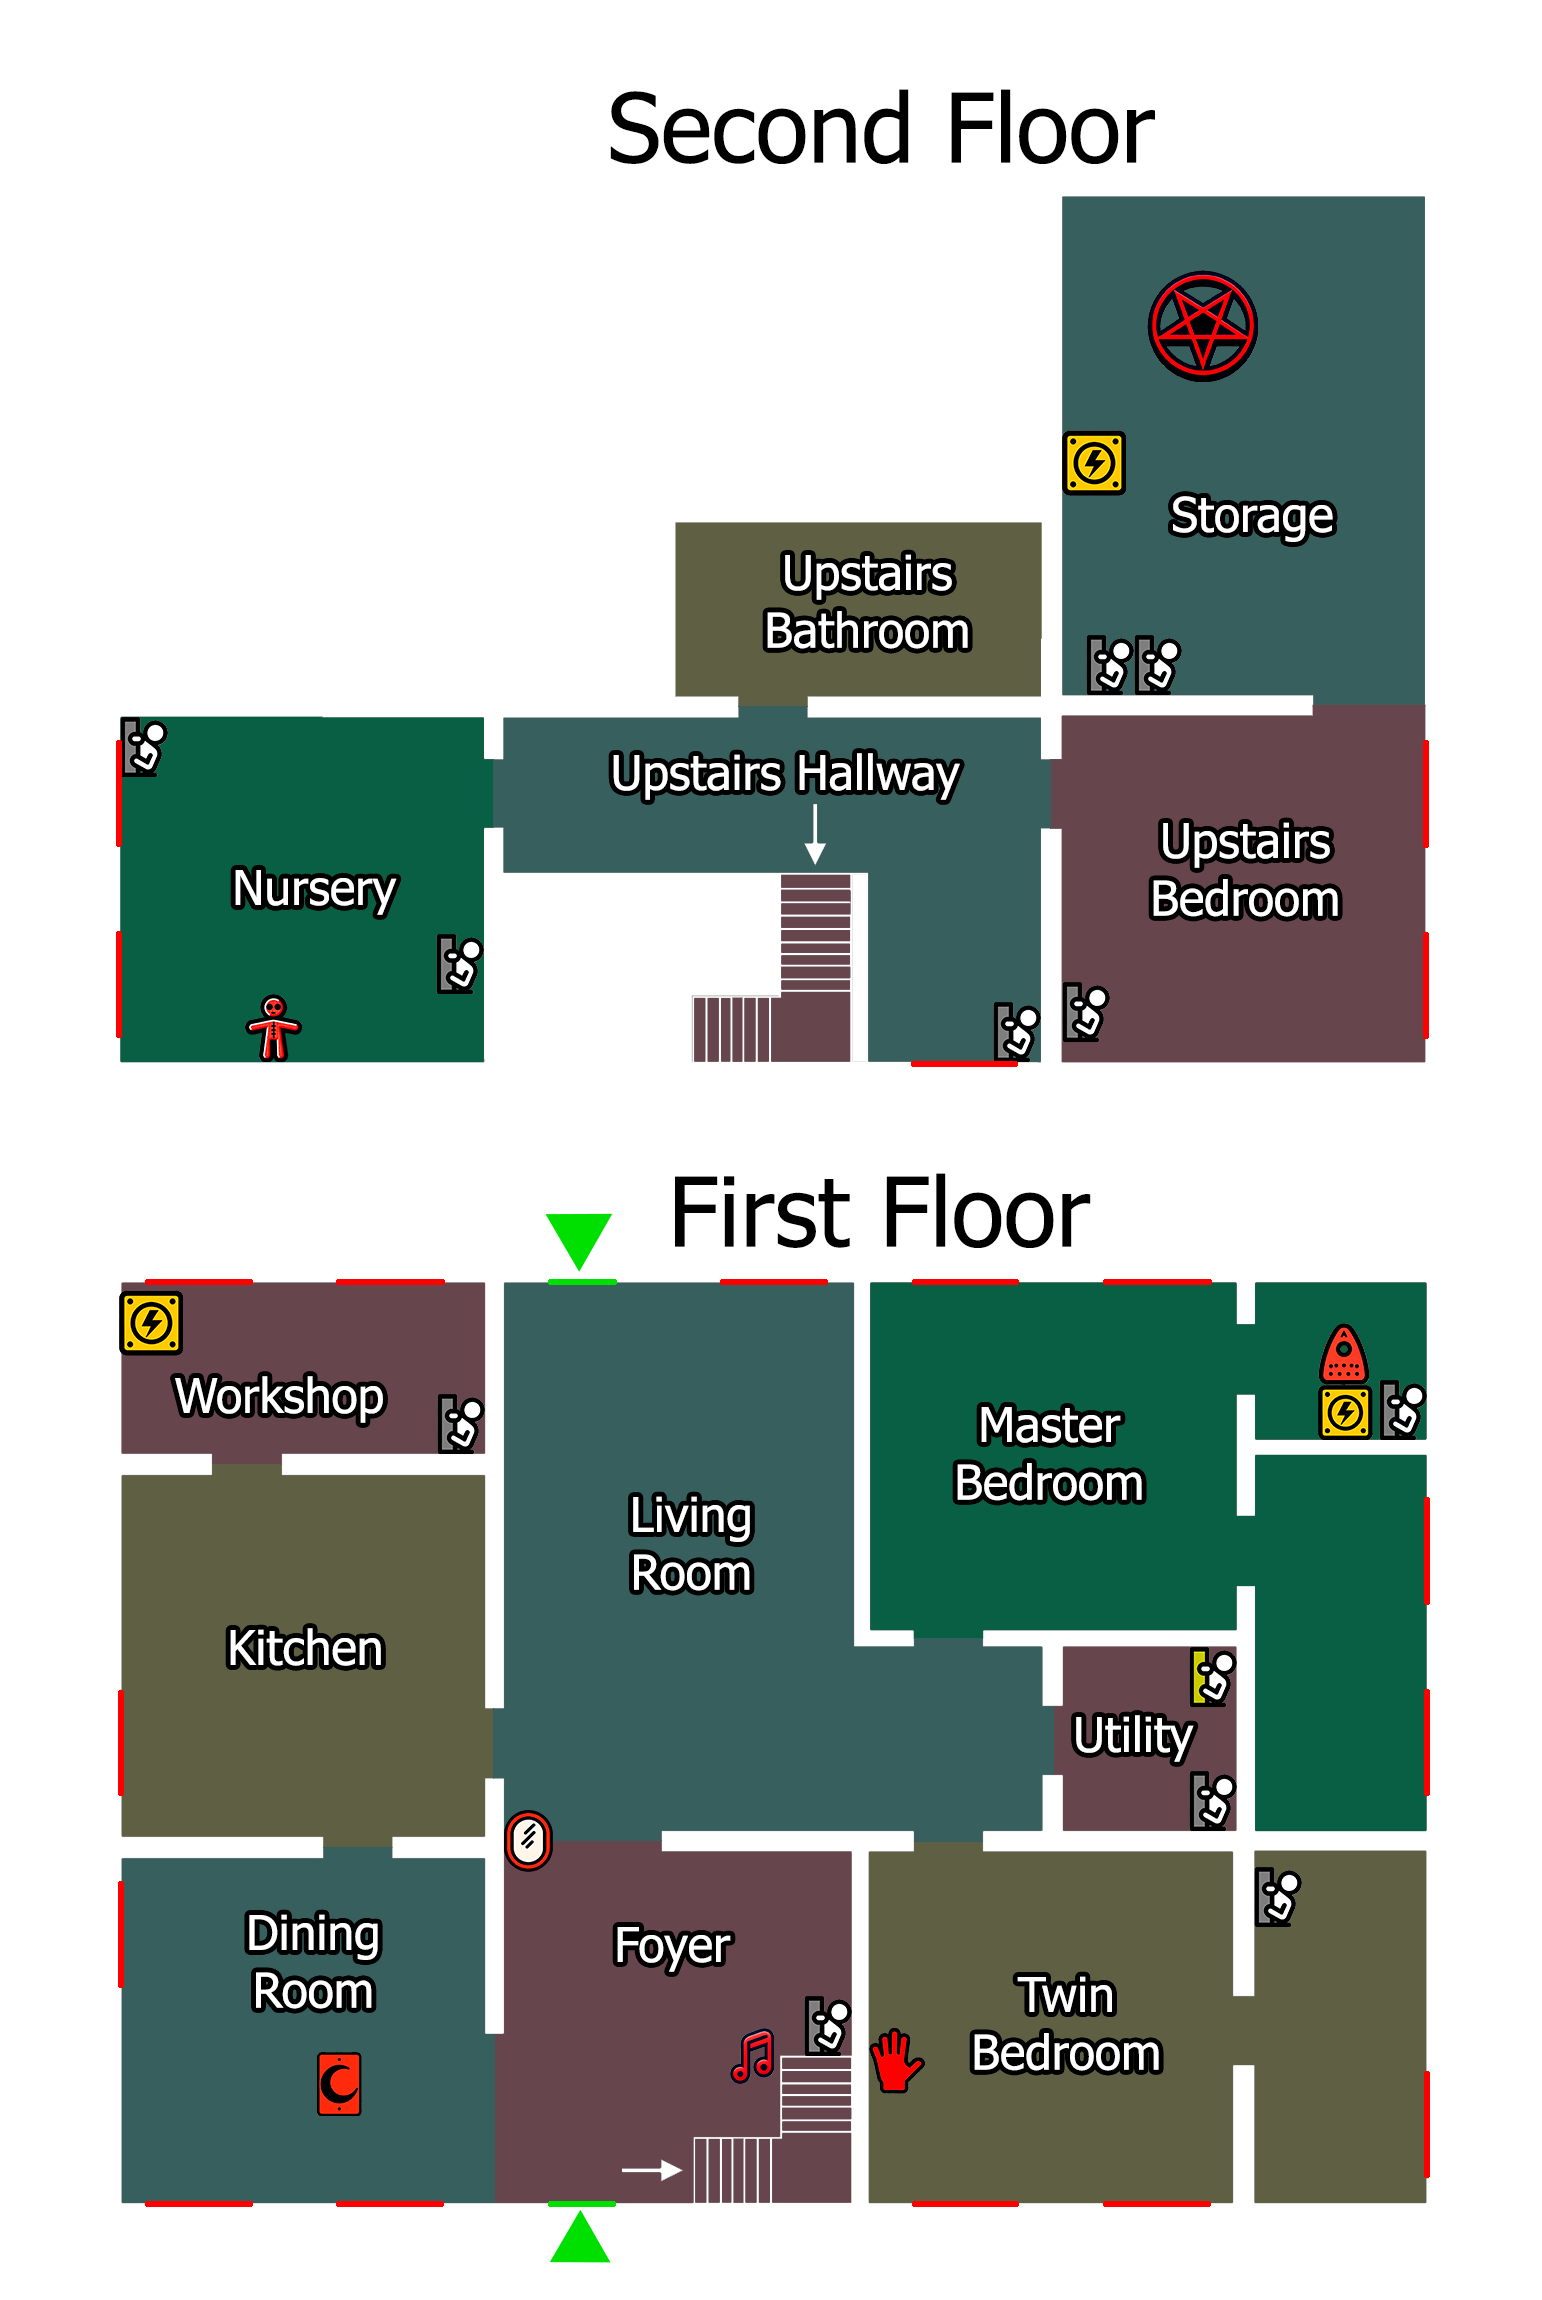 Second Floor
Storage
Upstairs
Bathroom
Upstairs Hallway
Upstairs
Bedroom
Nursery
First Floor
Workshop
Master
Bedroom
Living
Room
Kitchen
Utility
Dining
Room
Foyer
Twin
Bedroom